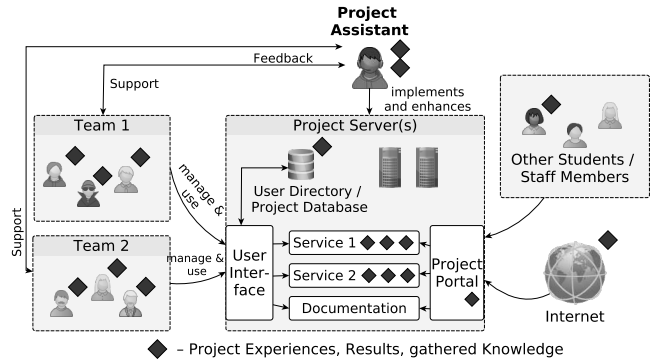 Project
Assistant
Feedback
Support
implements
and enhances
Team 1
Project Server(s)
manage &
use
User Directory /
Project Database
Other Students /
Staff Members
Support
Team 2
manage &
use
User
Inter-
face
Service 1
Service 2
Documentation
Project
Portal
Internet
– Project Experiences, Results, gathered Knowledge